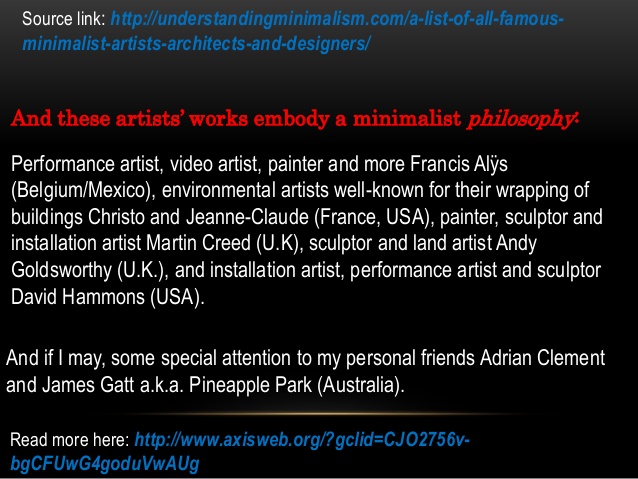 Source link: http://understandingminimalism.com/a-list-of-all-famous-
minimalist-artists-architects-and-designers/
And these artists’ works embody a minimalist philosophy:
Performance artist, video artist, painter and more Francis Alÿs
(Belgium/Mexico), environmental artists well-known for their wrapping of
buildings Christo and Jeanne-Claude (France, USA), painter, sculptor and
installation artist Martin Creed (U.K), sculptor and land artist Andy
Goldsworthy (U.K.), and installation artist, performance artist and sculptor
David Hammons (USA).
And if I may, some special attention to my personal friends Adrian Clement
and James Gatt a.k.a. Pineapple Park (Australia).
Read more here: http://www.axisweb.org/?gclid=CJO2756v-
bgCFUwG4goduVwAUg